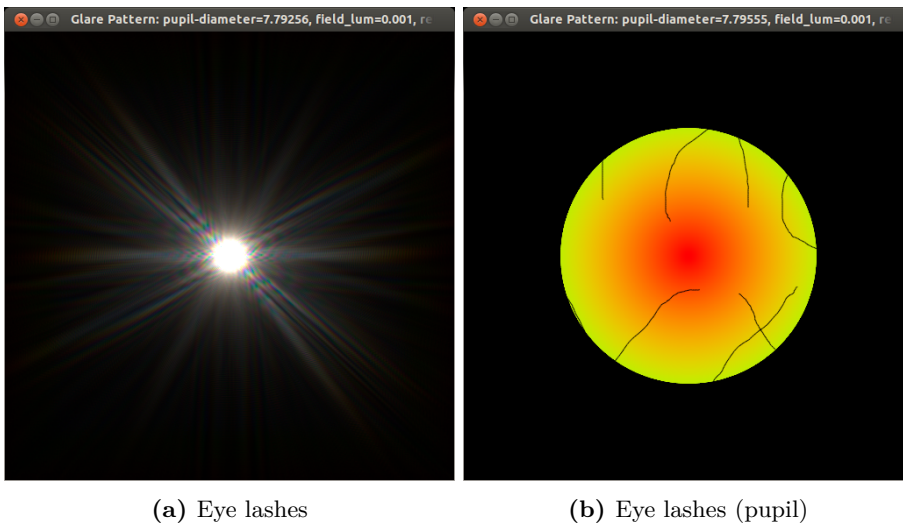 Glare Pattern: pupil-diameter=7.79256, field_lum=0.001, re
Glare Pattern: pupil-diameter=7.79555, field_lum=0.001, re
(a) Eye lashes
(b) Eye lashes (pupil)